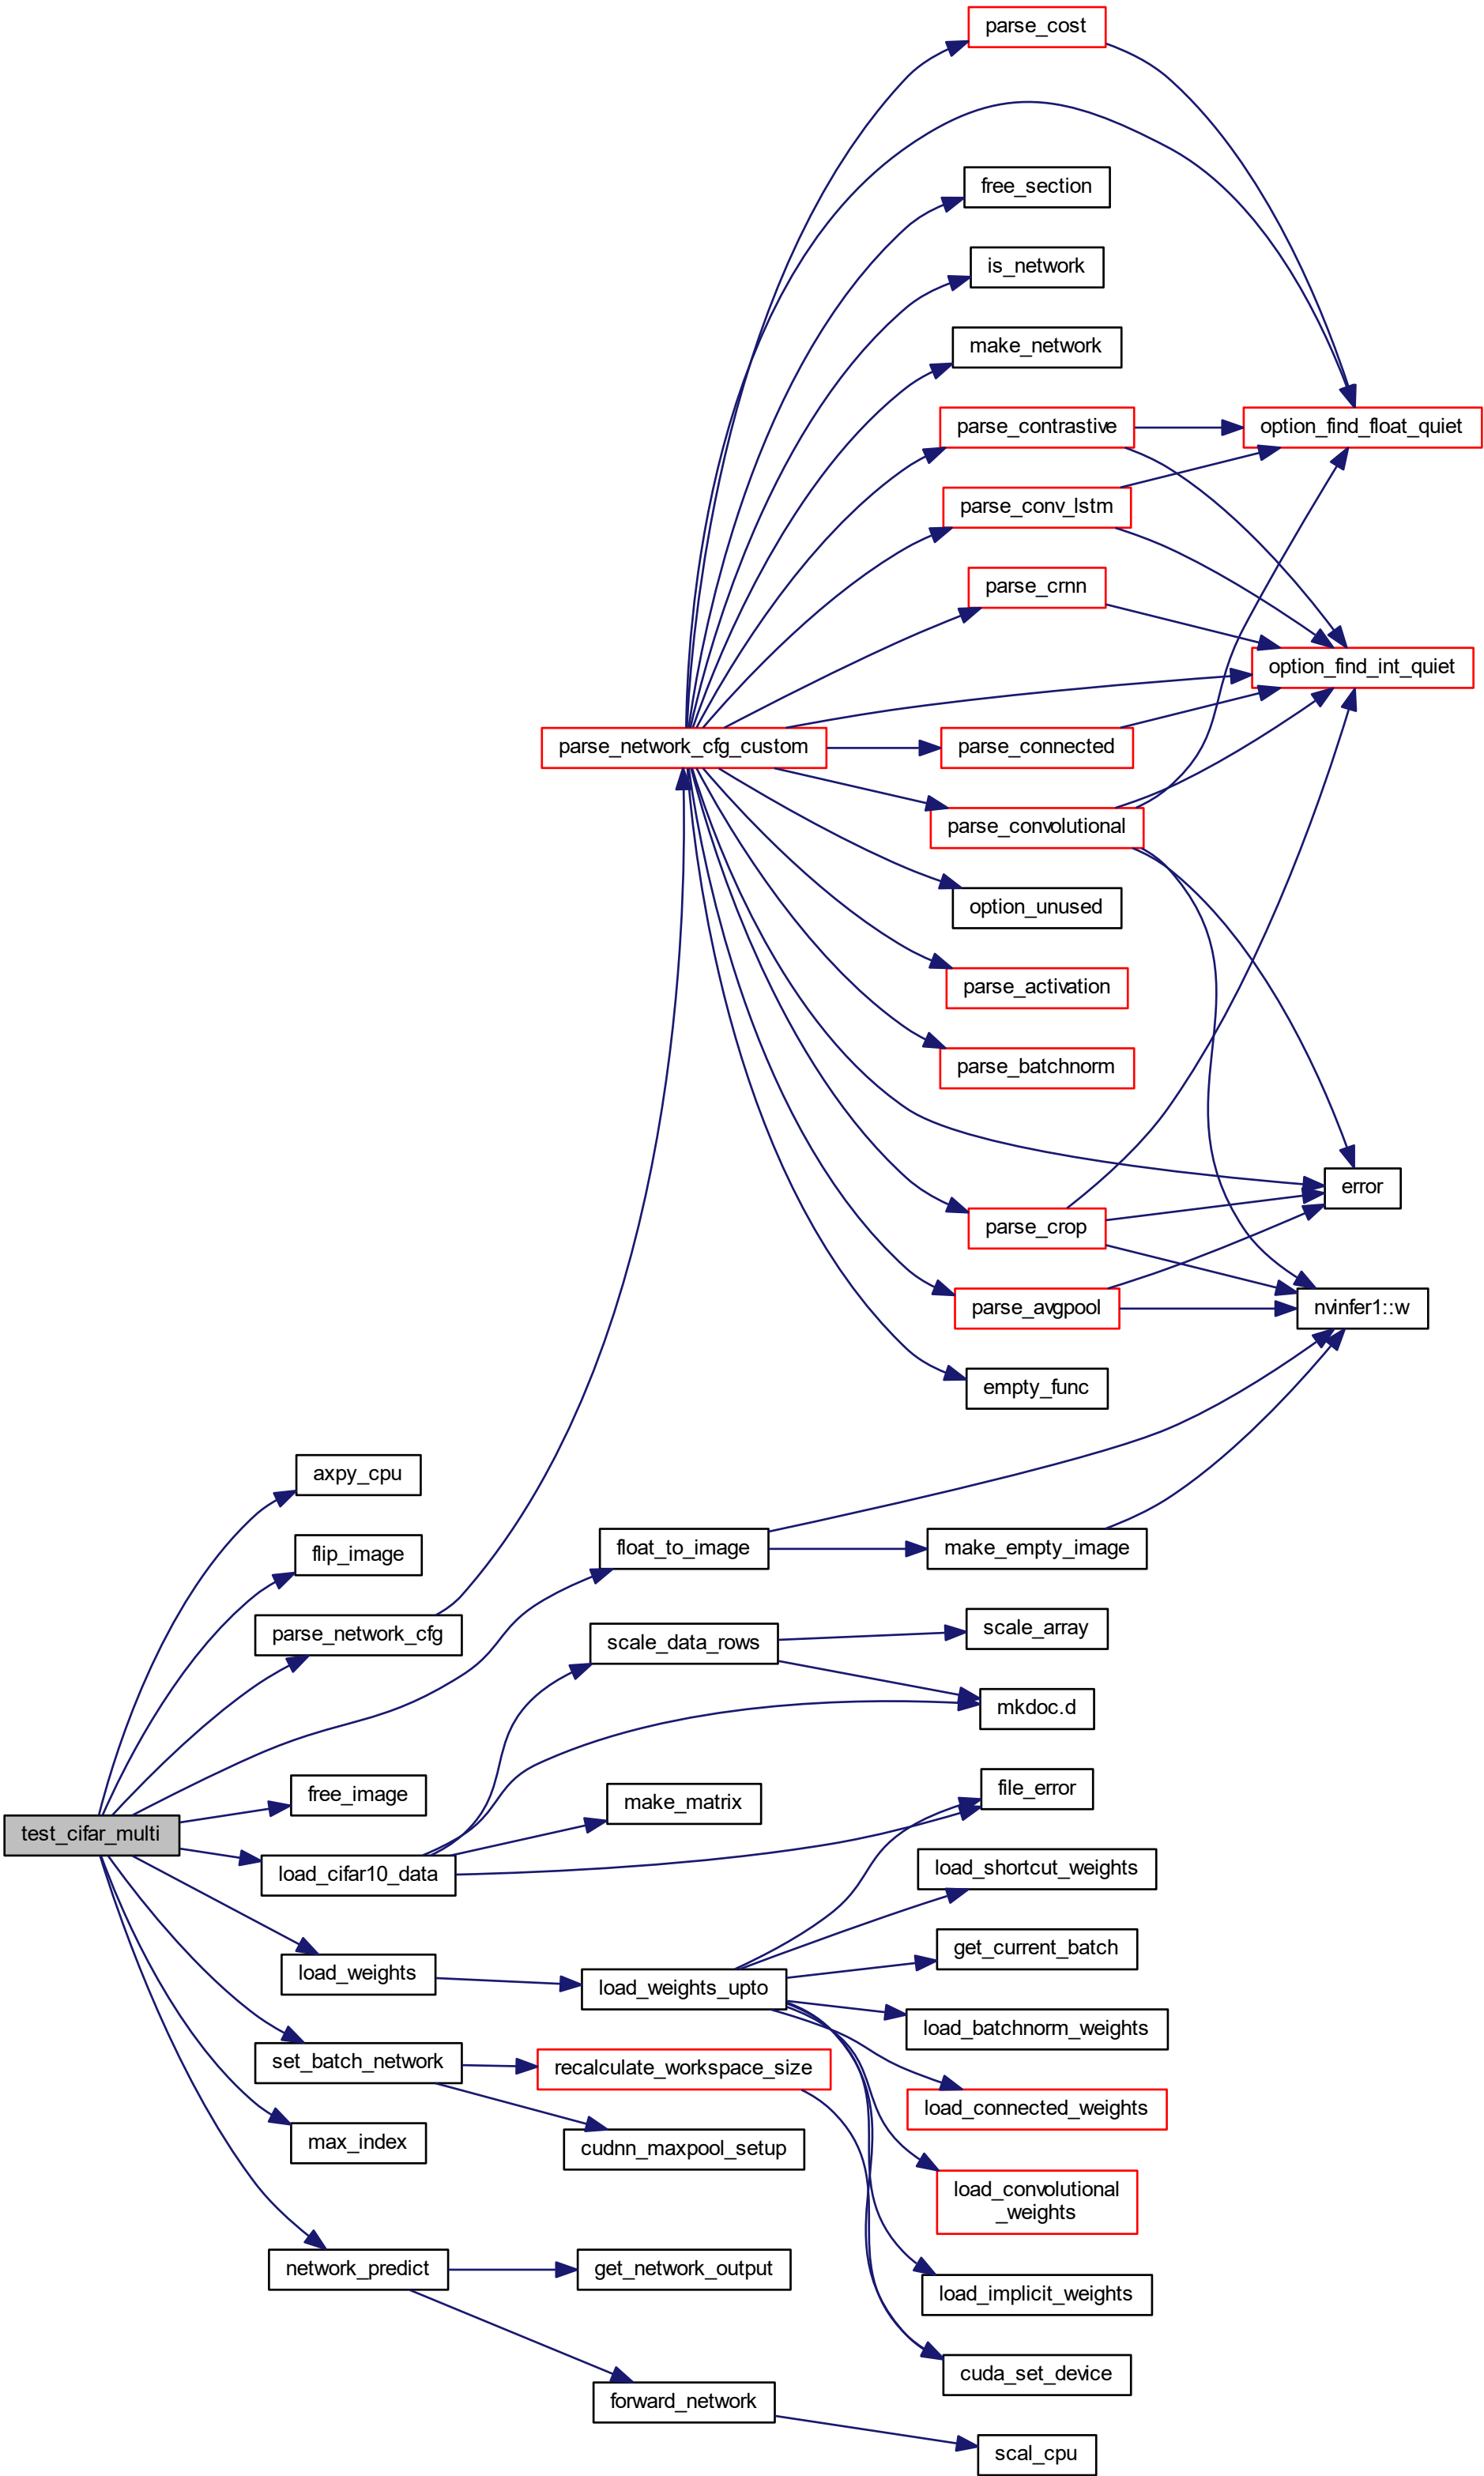 parse_cost
free_section
is_network
make_network
parse_contrastive
option_find_float_quiet
parse_conv_lstm
parse_crnn
option_find_int_quiet
parse_network_cfg_custom
parse_connected
parse_convolutional
option_unused
parse_activation
parse_batchnorm
error
parse_crop
parse_avgpool
nvinfer1::w
empty_func
axpy_cpu
flip_image
float_to_image
make_empty_image
parse_network_cfg
scale_data_rows
scale_array
mkdoc.d
free_image
make_matrix
file_error
test_cifar_multi
load_cifar10_data
load_shortcut_weights
get_current_batch
load_weights
load_weights_upto
load_batchnorm_weights
set_batch_network
recalculate_workspace_size
load_connected_weights
max_index
cudnn_maxpool_setup
load_convolutional
_weights
network_predict
get_network_output
load_implicit_weights
cuda_set_device
forward_network
scal_cpu